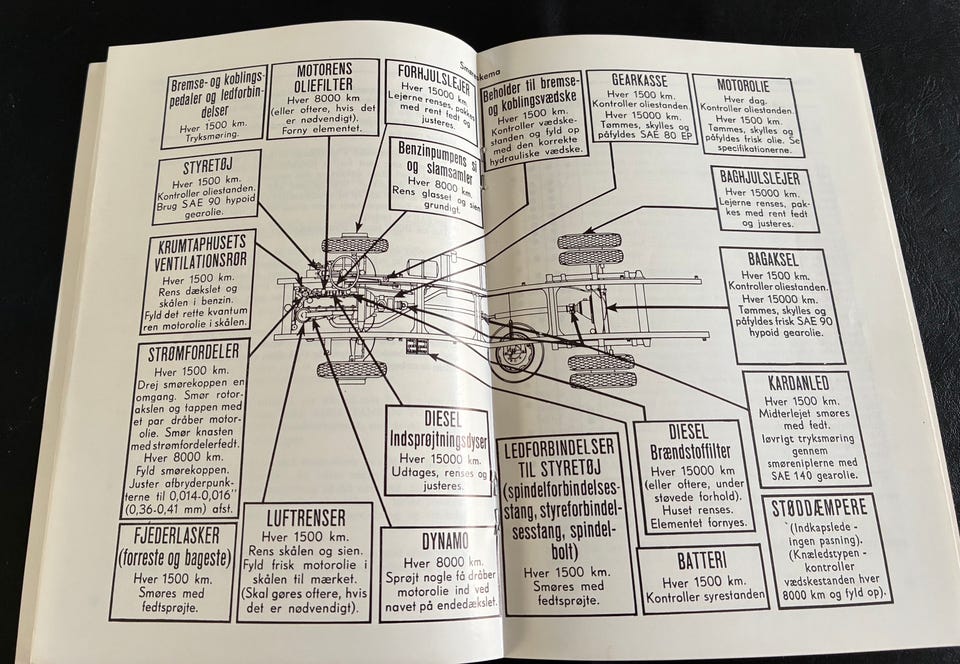 Smøreskema
Bremse- og koblings-
pedaler og ledforbin-
delser
Hver 1500 km.
Tryksmøring.
MOTORENS
OLIEFILTER
Hver 8000 km
(eller oftere, hvis det
er nødvendigt).
Forny elementet.
FORHJULSLEJER
Hver 15000 km.
Lejerne renses, pakkes
med rent fedt og
justeres.
Beholder til bremse-
og koblingsvædske
Hver 1500 km.
Kontroller vædske-
standen og fyld op
med den korrekte
hydrauliske vædske.
GEARKASSE
Hver 1500 km.
Kontroller oliestanden.
Hver 15000 km.
Tømmes, skylles og
påfyldes SAE 80 EP
MOTOROLIE
Hver dag.
Kontroller oliestanden.
Hver 1500 km.
Tømmes, skylles og
påfyldes frisk olie. Se
specifikationerne.
STYRETØJ
Hver 1500 km.
Kontroller oliestanden.
Brug SAE 90 hypoid
gearolie.
Benzinpumpens si
og slamsamler
Hver 8000 km.
Rens glasset og sien
grundigt.
BAGHJULSLEJER
Hver 15000 km.
Lejerne renses, pak-
kes med rent fedt
og justeres.
KRUMTAPHUSETS
VENTILATIONSRØR
Hver 1500 km.
Rens dækslet og
skålen i benzin.
Fyld det rette kvantum
ren motorolie i skålen.
BAGAKSEL
Hver 1500 km.
Kontroller oliestanden.
Hver 15000 km.
Tømmes, skylles og
påfyldes frisk SAE 90
hypoid gearolie.
STRØMFORDELER
Hver 1500 km.
Drej smørekoppen en
omgang. Smør rotor-
akslen og tappen med
et par dråber motor-
olie. Smør knasten
med strømfordelerfedt.
Hver 8000 km.
Fyld smørekoppen.
Juster afbryderpunk-
terne til 0,014-0,016"
(0,36-0,41 mm) afst.
KARDANLED
Hver 1500 km.
Midterlejet smøres
med fedt.
Iøvrigt tryksmøring
gennem
smøreniplerne med
SAE 140 gearolie.
DIESEL
Indsprøjtningsdyser
Hver 15000 km.
Udtages, renses og
justeres.
LEDFORBINDELSER
TIL STYRETØJ
(spindelforbindelses-
stang, styreforbindel-
sesstang, spindel-
bolt)
Hver 1500 km.
Smøres med
fedtsprøjte.
DIESEL
Brændstoffilter
Hver 15000 km
(eller oftere, under
støvede forhold).
Huset renses.
Elementet fornyes.
FJEDERLASKER
(forreste og bageste)
Hver 1500 km.
Smøres med
fedtsprøjte.
LUFTRENSER
Hver 1500 km.
Rens skålen og sien.
Fyld frisk motorolie i
skålen til mærket.
(Skal gøres oftere, hvis
det er nødvendigt).
DYNAMO
Hver 8000 km.
Sprøjt nogle få dråber
motorolie ind ved
navet på endedækslet.
BATTERI
Hver 1500 km.
Kontroller syrestanden
STØDDÆMPERE
(Indkapslede -
ingen pasning).
(Knæledstypen -
kontroller
vædskestanden hver
8000 km og fyld op).